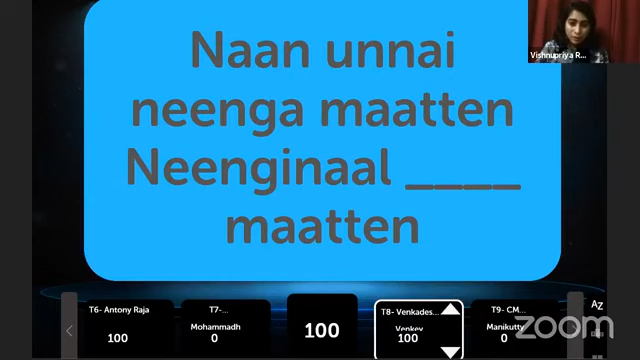 Naan unnai
neenga maatten
Neenginaal ____
maatten
Vishnupriya R...
T6- Antony Raja
100
T7-...
Mohammadh
0
100
T8- Venkades...
Venkey
100
T9- CM...
Manikutty
0
AZ
zoom